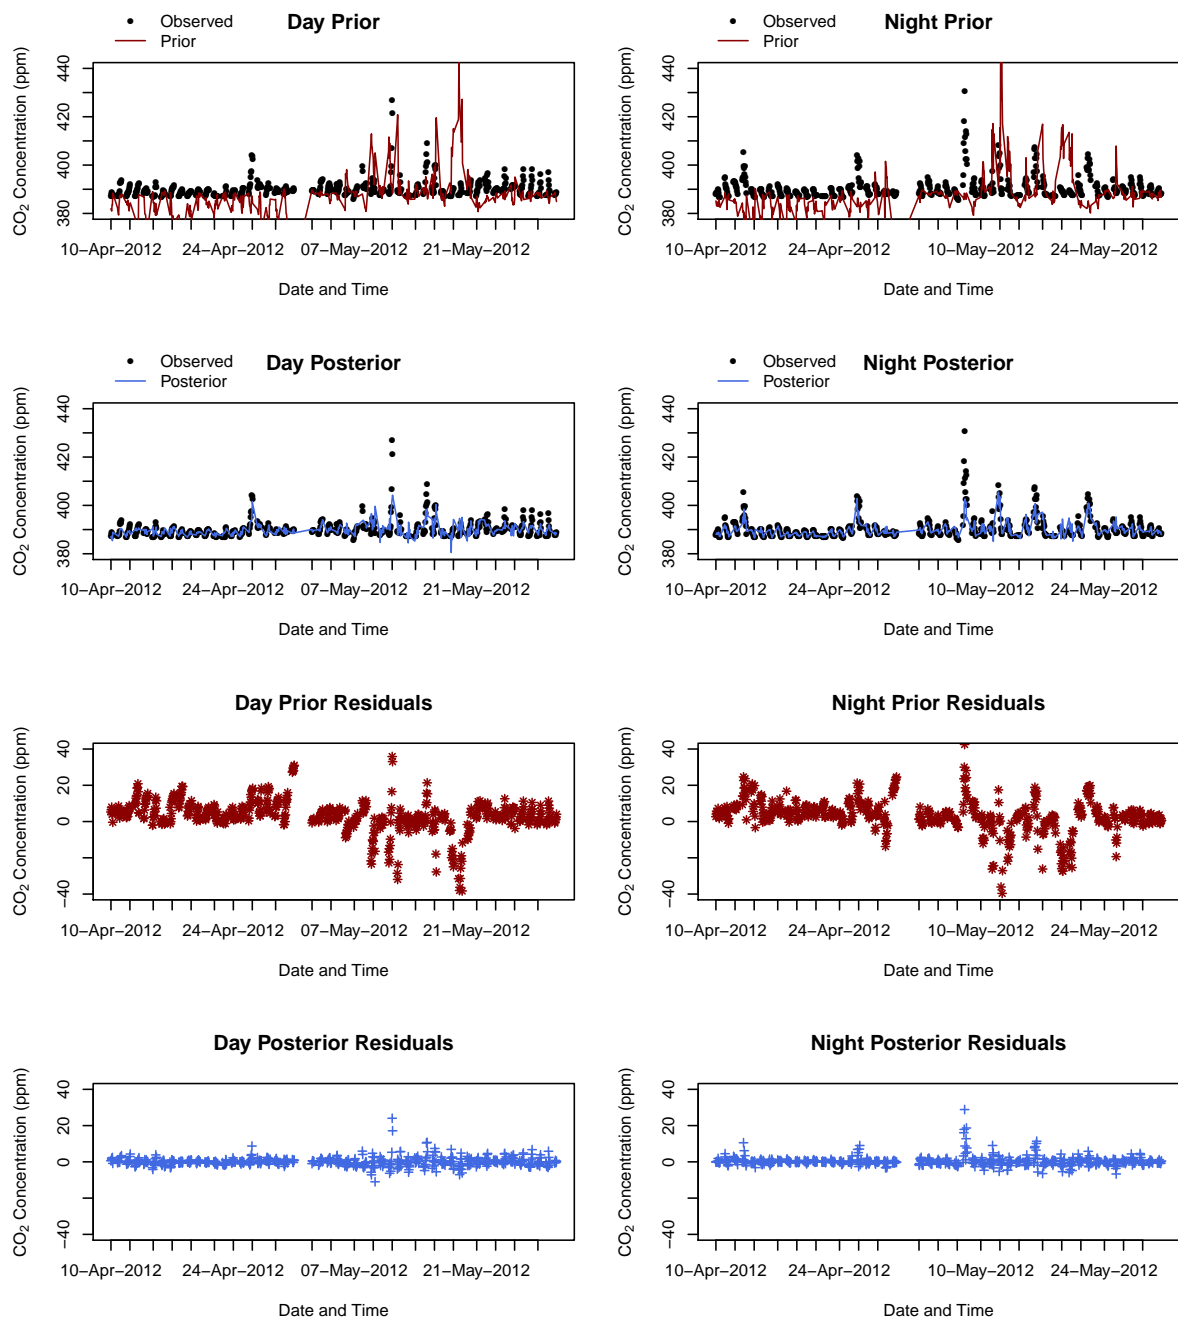 Observed
Prior
Day Prior
CO2 Concentration (ppm)
380 400 420 440
10−Apr−2012 24−Apr−2012 07−May−2012 21−May−2012
Date and Time
Observed
Prior
Night Prior
CO2 Concentration (ppm)
380 400 420 440
10−Apr−2012 24−Apr−2012 10−May−2012 24−May−2012
Date and Time
Observed
Posterior
Day Posterior
CO2 Concentration (ppm)
380 400 420 440
10−Apr−2012 24−Apr−2012 07−May−2012 21−May−2012
Date and Time
Observed
Posterior
Night Posterior
CO2 Concentration (ppm)
380 400 420 440
10−Apr−2012 24−Apr−2012 10−May−2012 24−May−2012
Date and Time
Day Prior Residuals
CO2 Concentration (ppm)
−40 0 20 40
10−Apr−2012 24−Apr−2012 07−May−2012 21−May−2012
Date and Time
Night Prior Residuals
CO2 Concentration (ppm)
−40 0 20 40
10−Apr−2012 24−Apr−2012 10−May−2012 24−May−2012
Date and Time
Day Posterior Residuals
CO2 Concentration (ppm)
−40 0 20 40
10−Apr−2012 24−Apr−2012 07−May−2012 21−May−2012
Date and Time
Night Posterior Residuals
CO2 Concentration (ppm)
−40 0 20 40
10−Apr−2012 24−Apr−2012 10−May−2012 24−May−2012
Date and Time